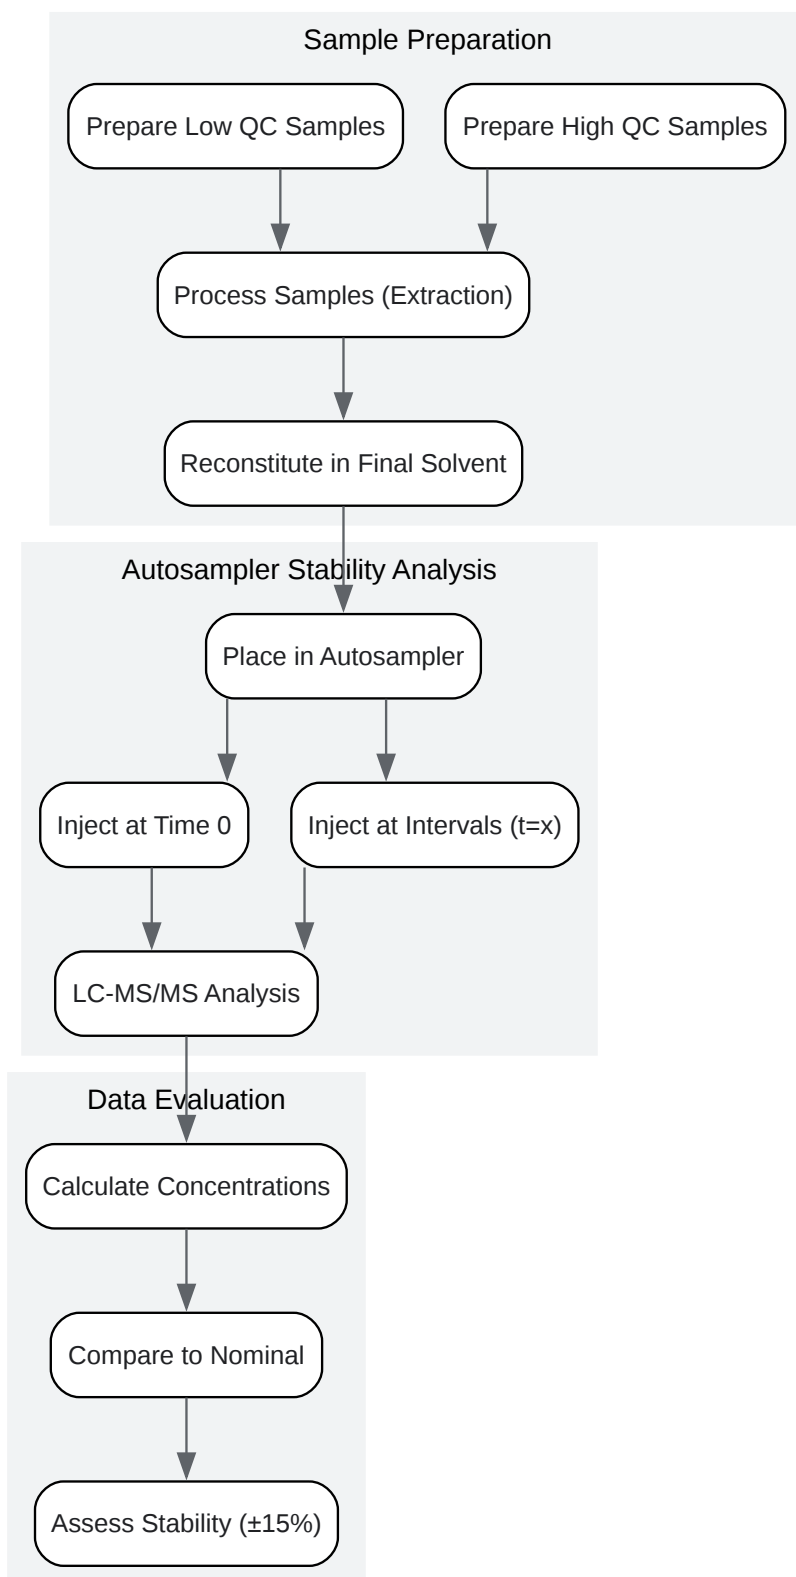 Sample Preparation
Prepare Low QC Samples
Prepare High QC Samples
Process Samples (Extraction)
Reconstitute in Final Solvent
Autosampler Stability Analysis
Place in Autosampler
Inject at Time 0
Inject at Intervals (t=x)
LC-MS/MS Analysis
Data Evaluation
Calculate Concentrations
Compare to Nominal
Assess Stability (±15%)